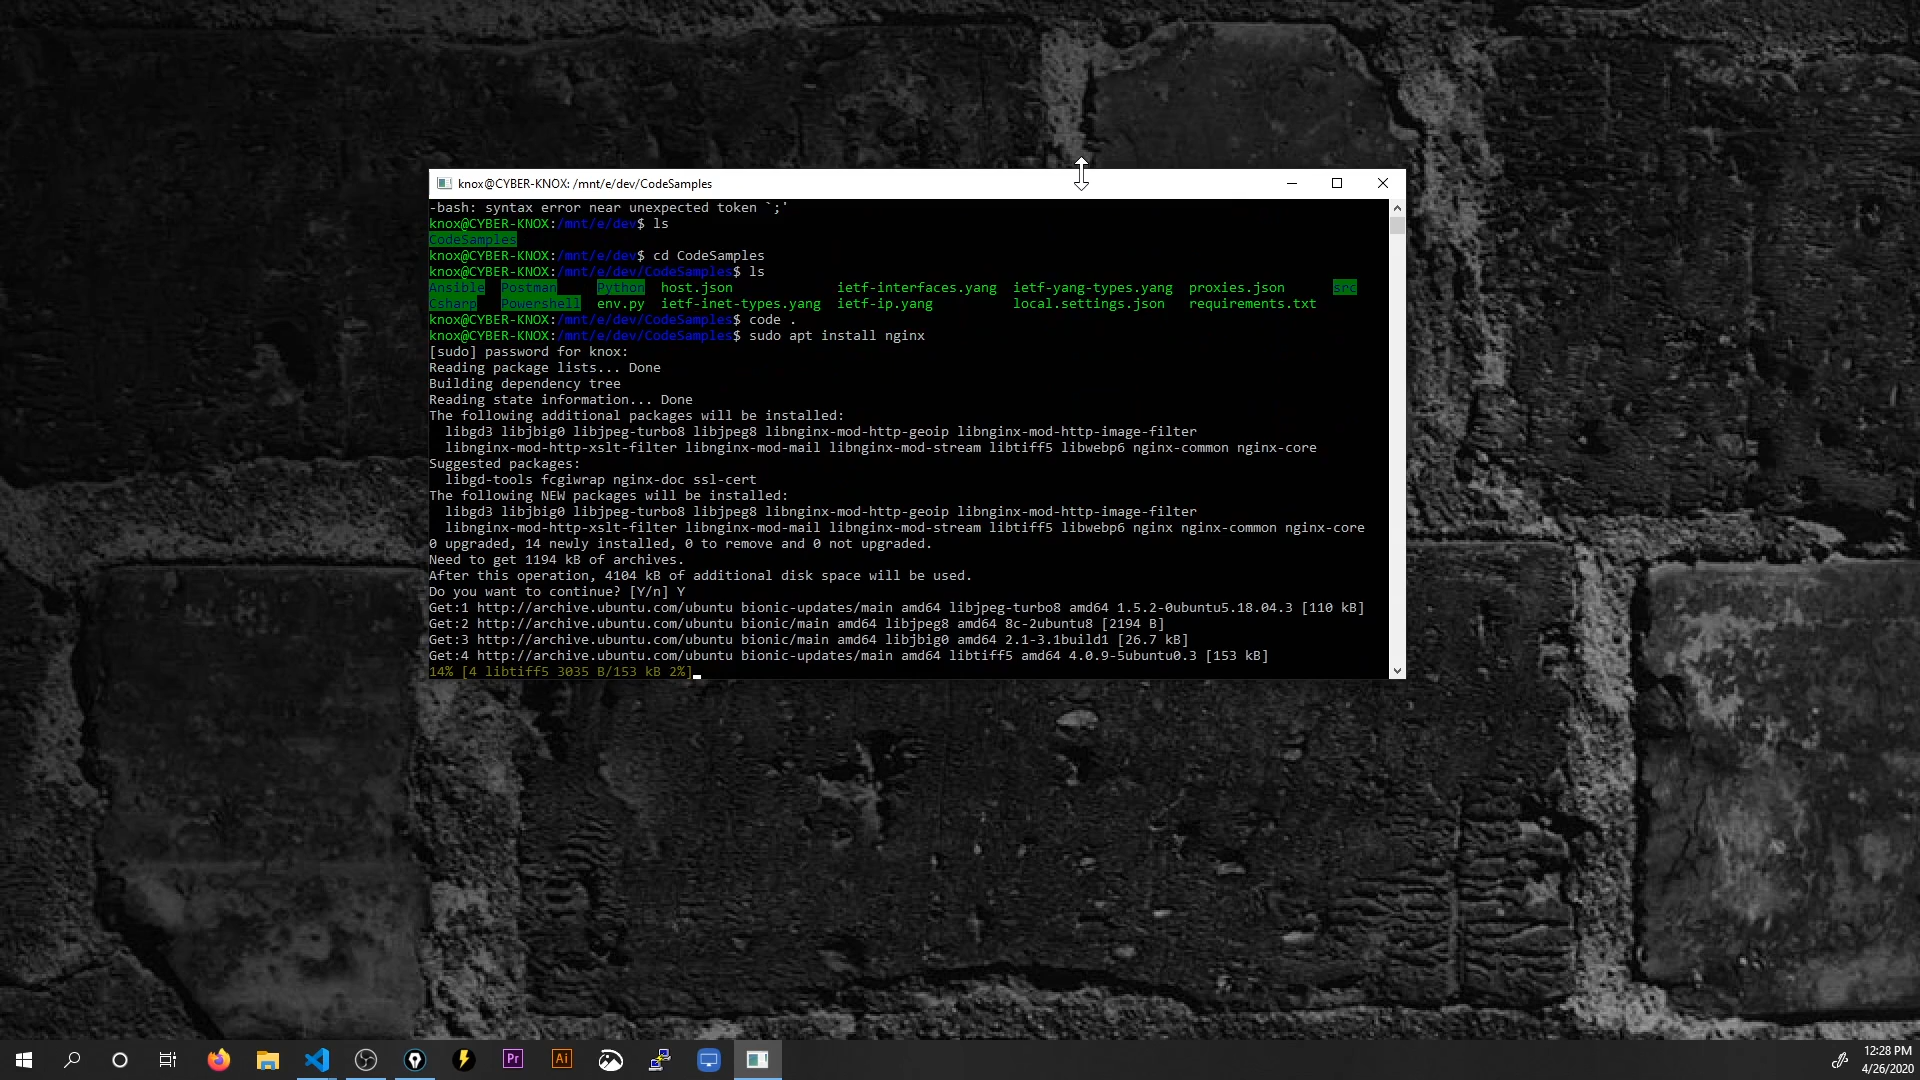 knox@CYBER-KNOX: /mnt/e/dev/CodeSamples
-bash: syntax error near unexpected token `;'
knox@CYBER-KNOX:/mnt/e/dev$ ls
CodeSamples
knox@CYBER-KNOX:/mnt/e/dev$ cd CodeSamples
knox@CYBER-KNOX:/mnt/e/dev/CodeSamples$ ls
Ansible Postman Python host.json ietf-interfaces.yang ietf-yang-types.yang proxies.json src
Csharp Powershell env.py ietf-inet-types.yang ietf-ip.yang local.settings.json requirements.txt
knox@CYBER-KNOX:/mnt/e/dev/CodeSamples$ code .
knox@CYBER-KNOX:/mnt/e/dev/CodeSamples$ sudo apt install nginx
[sudo] password for knox:
Reading package lists... Done
Building dependency tree
Reading state information... Done
The following additional packages will be installed:
libgd3 libjbig0 libjpeg-turbo8 libjpeg8 libnginx-mod-http-geoip libnginx-mod-http-image-filter
libnginx-mod-http-xslt-filter libnginx-mod-mail libnginx-mod-stream libtiff5 libwebp6 nginx-common nginx-core
Suggested packages:
libgd-tools fcgiwrap nginx-doc ssl-cert
The following NEW packages will be installed:
libgd3 libjbig0 libjpeg-turbo8 libjpeg8 libnginx-mod-http-geoip libnginx-mod-http-image-filter
libnginx-mod-http-xslt-filter libnginx-mod-mail libnginx-mod-stream libtiff5 libwebp6 nginx nginx-common nginx-core
0 upgraded, 14 newly installed, 0 to remove and 0 not upgraded.
Need to get 1194 kB of archives.
After this operation, 4104 kB of additional disk space will be used.
Do you want to continue? [Y/n] Y
Get:1 http://archive.ubuntu.com/ubuntu bionic-updates/main amd64 libjpeg-turbo8 amd64 1.5.2-0ubuntu5.18.04.3 [110 kB]
Get:2 http://archive.ubuntu.com/ubuntu bionic/main amd64 libjpeg8 amd64 8c-2ubuntu8 [2194 B]
Get:3 http://archive.ubuntu.com/ubuntu bionic/main amd64 libjbig0 amd64 2.1-3.1build1 [26.7 kB]
Get:4 http://archive.ubuntu.com/ubuntu bionic-updates/main amd64 libtiff5 amd64 4.0.9-5ubuntu0.3 [153 kB]
14% [4 libtiff5 3035 B/153 kB 2%]
Pr
Ai
12:28 PM
4/26/2020